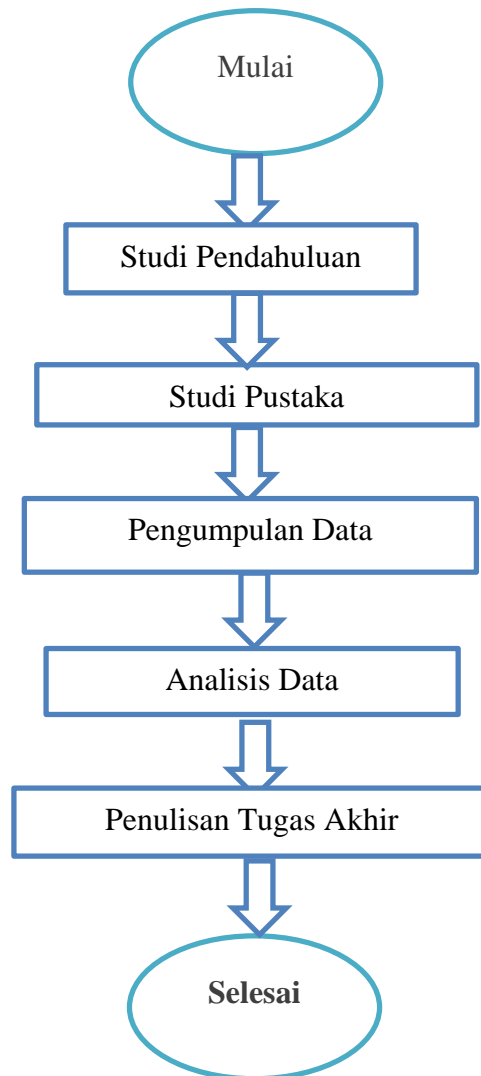 Mulai
Studi Pendahuluan
Studi Pustaka
Pengumpulan Data
Analisis Data
Penulisan Tugas Akhir
Selesai